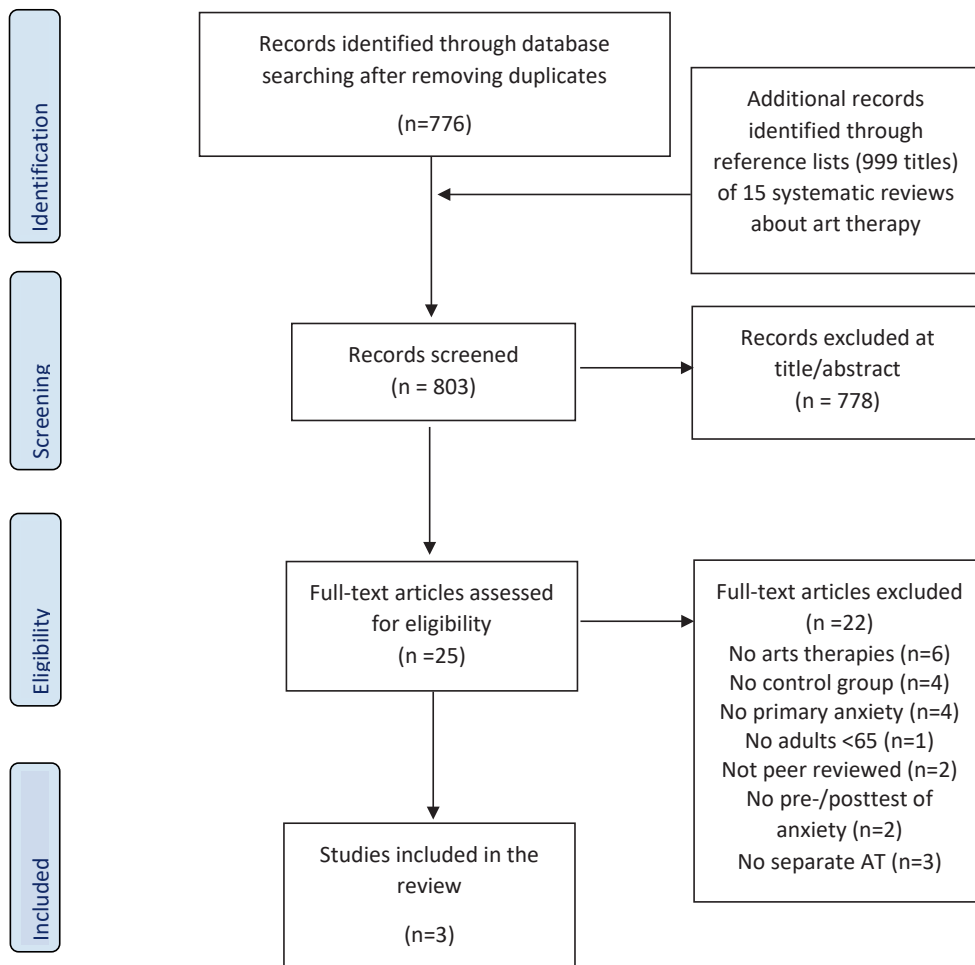 Identification
Records identified through database
searching after removing duplicates
(n=776)
Additional records
identified through
reference lists (999 titles)
of 15 systematic reviews
about art therapy
Screening
Records screened
(n = 803)
Records excluded at
title/abstract
(n = 778)
Eligibility
Full-text articles assessed
for eligibility
(n =25)
Full-text articles excluded
(n =22)
No arts therapies (n=6)
No control group (n=4)
No primary anxiety (n=4)
No adults <65 (n=1)
Not peer reviewed (n=2)
No pre-/posttest of
anxiety (n=2)
No separate AT (n=3)
Included
Studies included in the
review
(n=3)